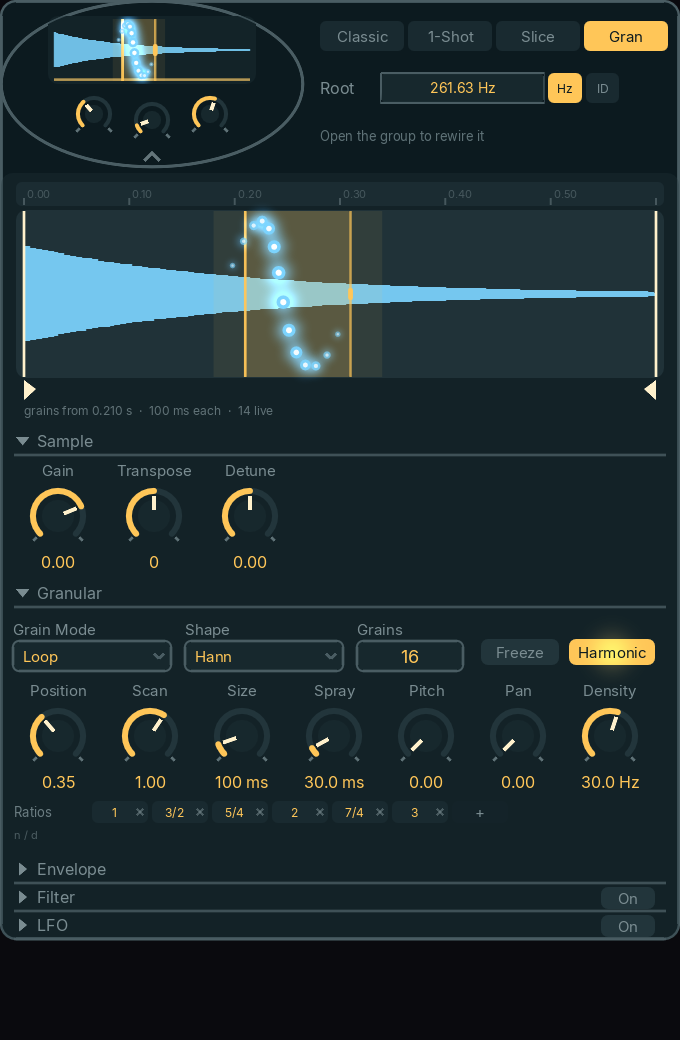 Classic 1-Shot Slice Gran
Root 261.63 Hz Hz ID
Open the group to rewire it
0.00 0.10 0.20 0.30 0.40 0.50
grains from 0.210 s · 100 ms each · 14 live
Sample
Gain Transpose Detune
0.00 0 0.00
Granular
Grain Mode Shape Grains
Loop Hann 16 Freeze Harmonic
Position Scan Size Spray Pitch Pan Density
0.35 1.00 100 ms 30.0 ms 0.00 0.00 30.0 Hz
Ratios 1 × 3/2 × 5/4 × 2 × 7/4 × 3 × +
n / d
Envelope
Filter On
LFO On